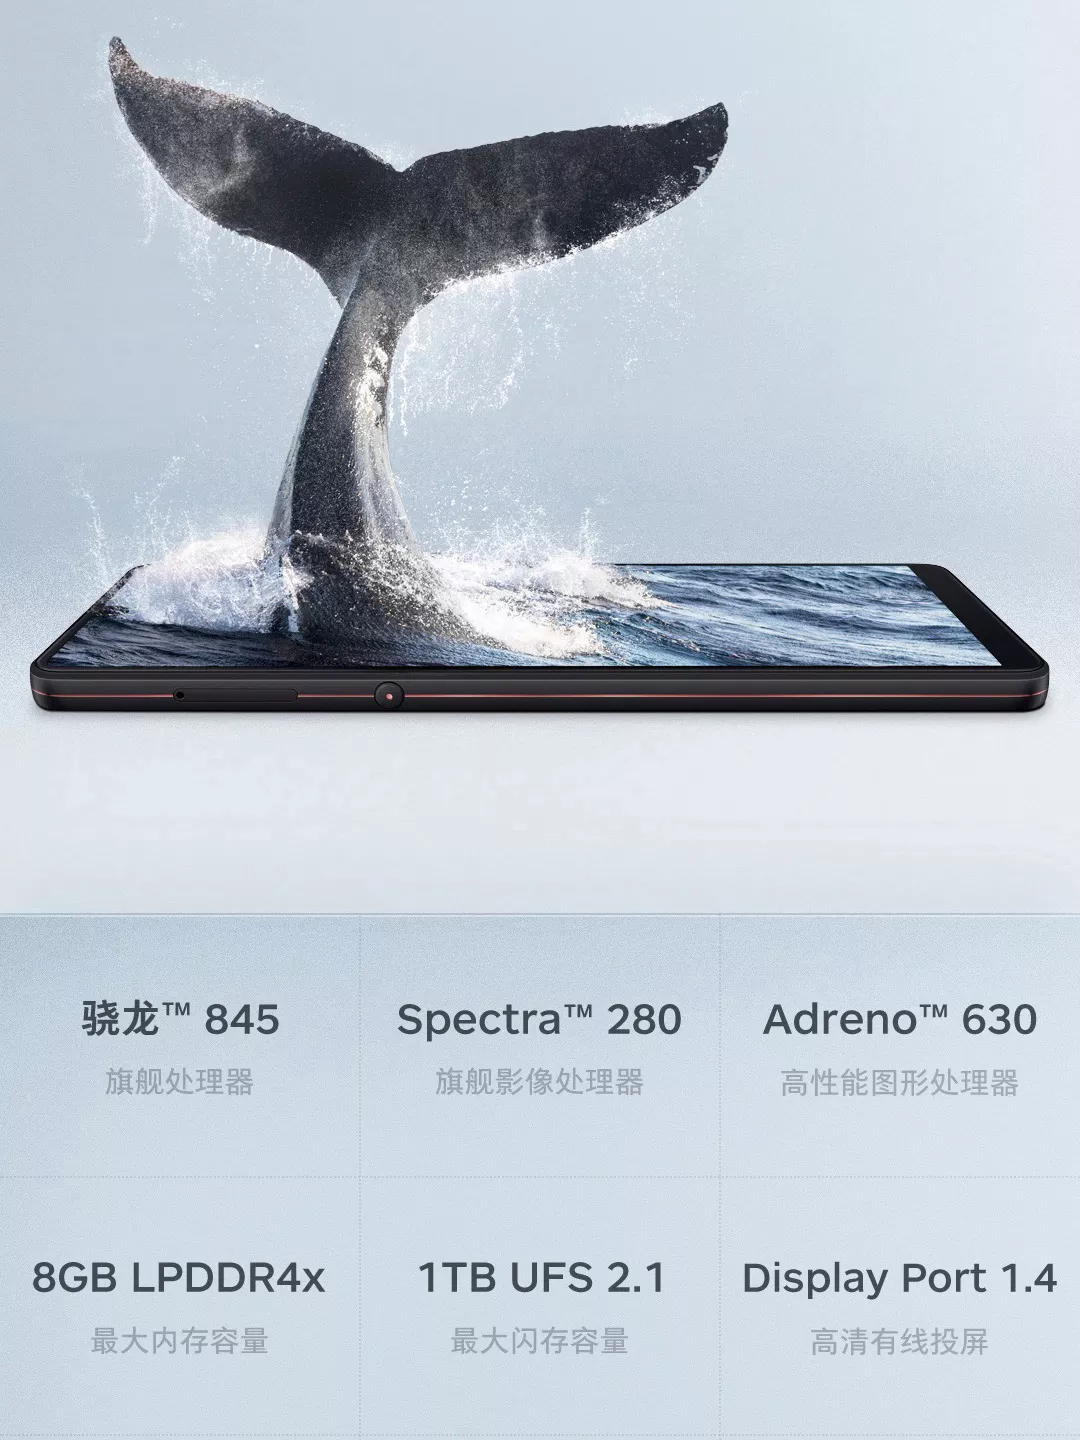 骁龙™ 845
旗舰处理器
Spectra™ 280
旗舰影像处理器
Adreno™ 630
高性能图形处理器
8GB LPDDR4x
最大内存容量
1TB UFS 2.1
最大闪存容量
Display Port 1.4
高清有线投屏